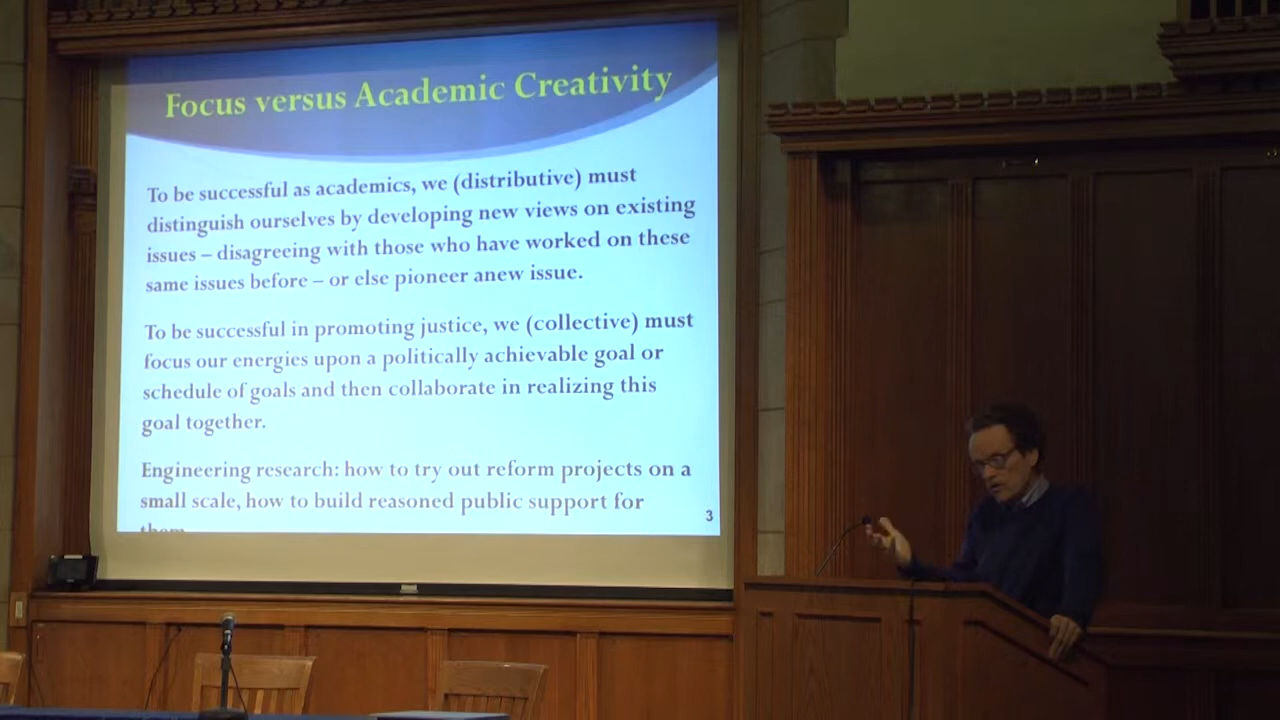 Focus versus Academic Creativity
To be successful as academics, we (distributive) must
distinguish ourselves by developing new views on existing
issues – disagreeing with those who have worked on these
same issues before – or else pioneer anew issue.
To be successful in promoting justice, we (collective) must
focus our energies upon a politically achievable goal or
schedule of goals and then collaborate in realizing this
goal together.
Engineering research: how to try out reform projects on a
small scale, how to build reasoned public support for
them
3